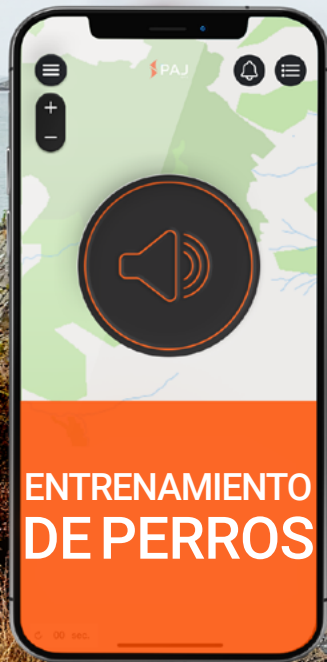 PAJ
+
−
ENTRENAMIENTO
DE PERROS
00 sec.